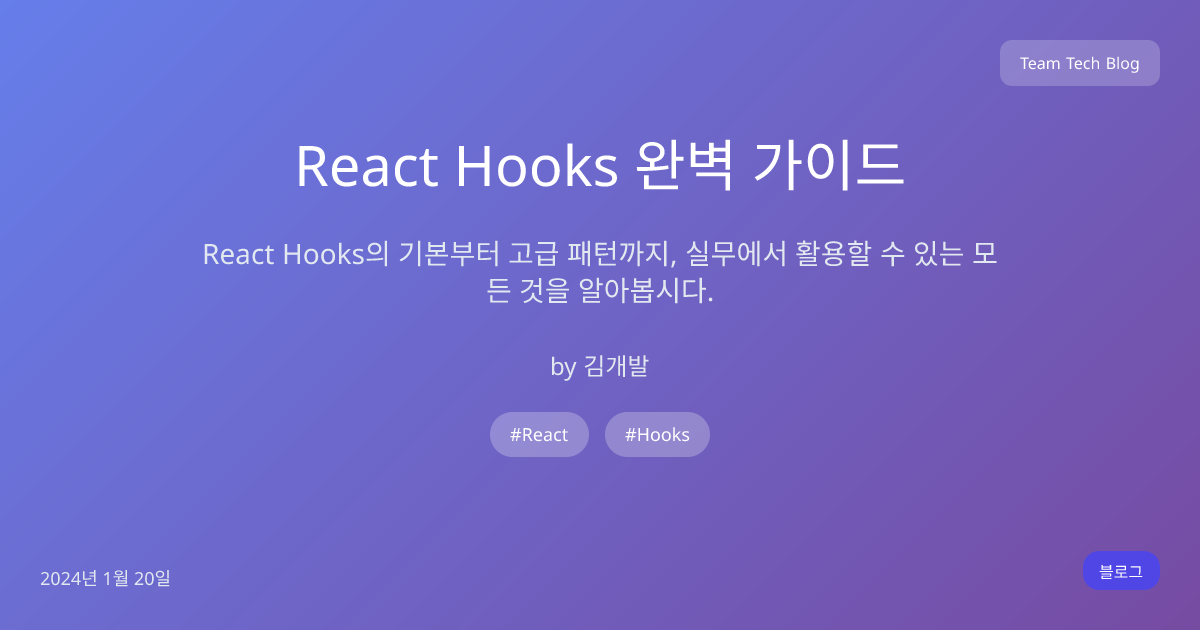 Team Tech Blog
React Hooks 완벽 가이드
React Hooks의 기본부터 고급 패턴까지, 실무에서 활용할 수 있는 모
든 것을 알아봅시다.
by 김개발
#React #Hooks
2024년 1월 20일
블로그